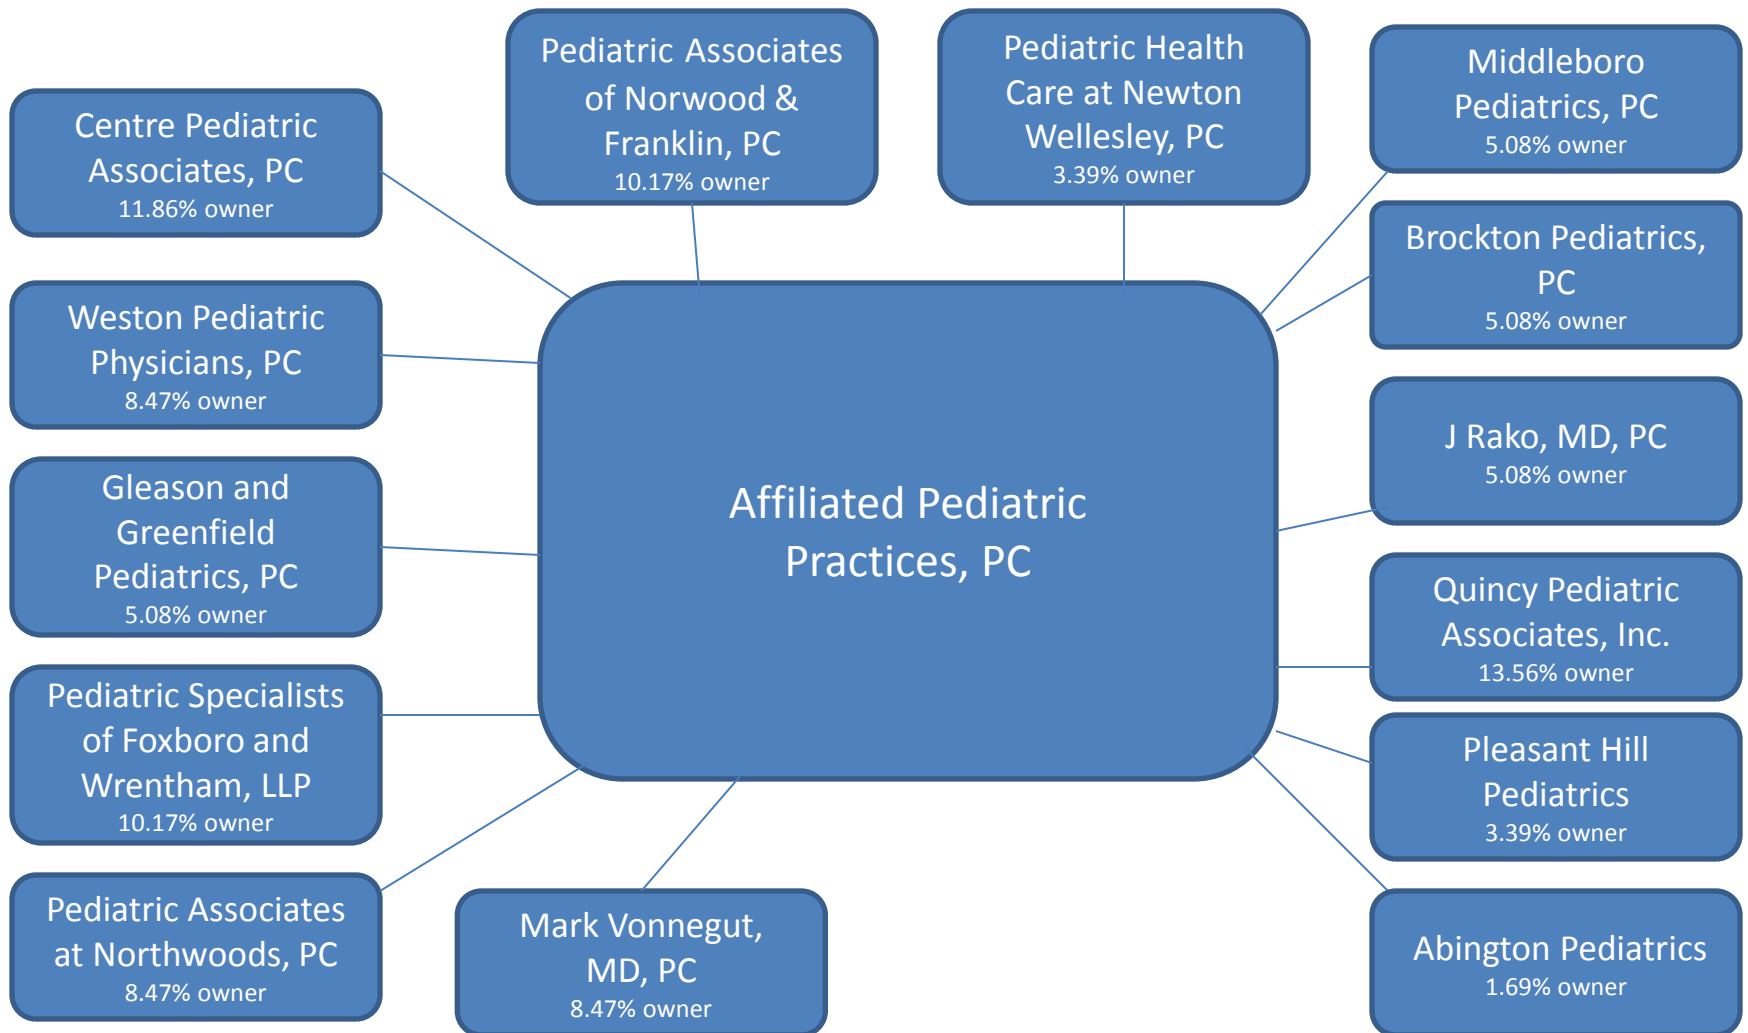 Pediatric Associates
of Norwood &
Franklin, PC
10.17% owner
Pediatric Health
Care at Newton
Wellesley, PC
3.39% owner
Middleboro
Pediatrics, PC
5.08% owner
Centre Pediatric
Associates, PC
11.86% owner
Brockton Pediatrics,
PC
5.08% owner
Weston Pediatric
Physicians, PC
8.47% owner
J Rako, MD, PC
5.08% owner
Gleason and
Greenfield
Pediatrics, PC
5.08% owner
Affiliated Pediatric
Practices, PC
Quincy Pediatric
Associates, Inc.
13.56% owner
Pediatric Specialists
of Foxboro and
Wrentham, LLP
10.17% owner
Pleasant Hill
Pediatrics
3.39% owner
Pediatric Associates
at Northwoods, PC
8.47% owner
Mark Vonnegut,
MD, PC
8.47% owner
Abington Pediatrics
1.69% owner